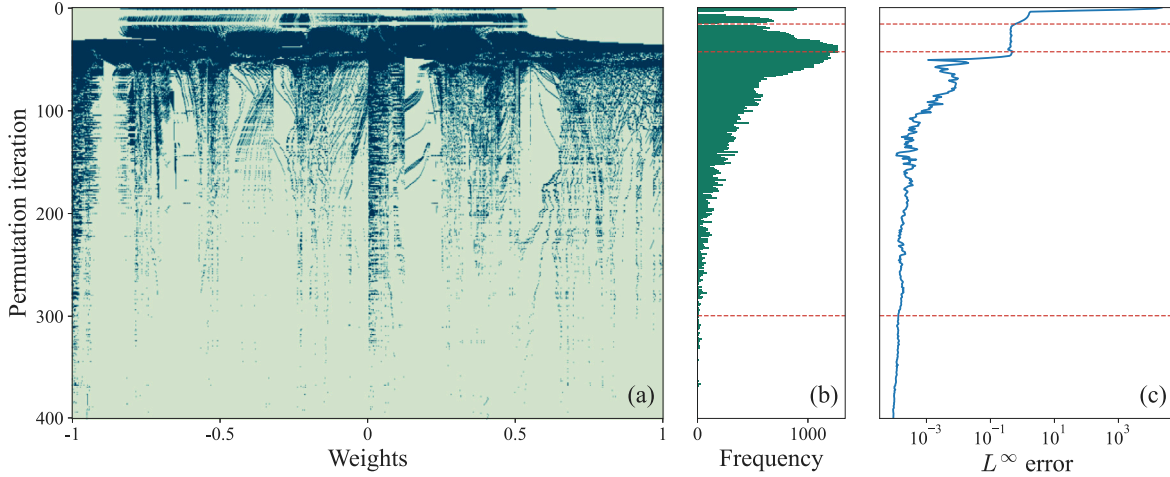 0
100
200
300
400
Permutation iteration
-1
-0.5
0
0.5
1
Weights
(a)
0
1000
Frequency
(b)
10^-3
10^-1
10^1
10^3
L^∞ error
(c)